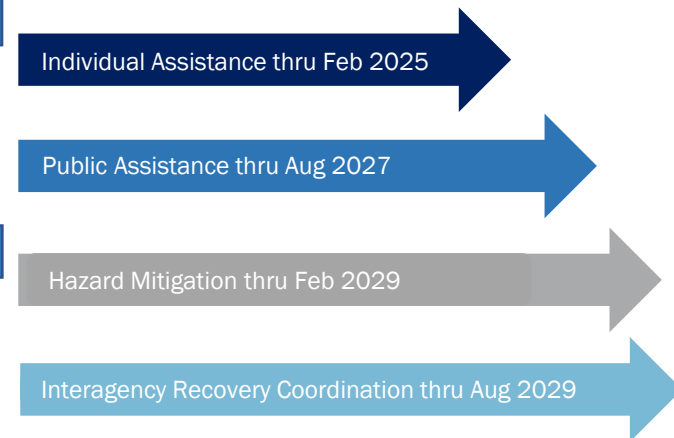 Individual Assistance thru Feb 2025
Public Assistance thru Aug 2027
Hazard Mitigation thru Feb 2029
Interagency Recovery Coordination thru Aug 2029